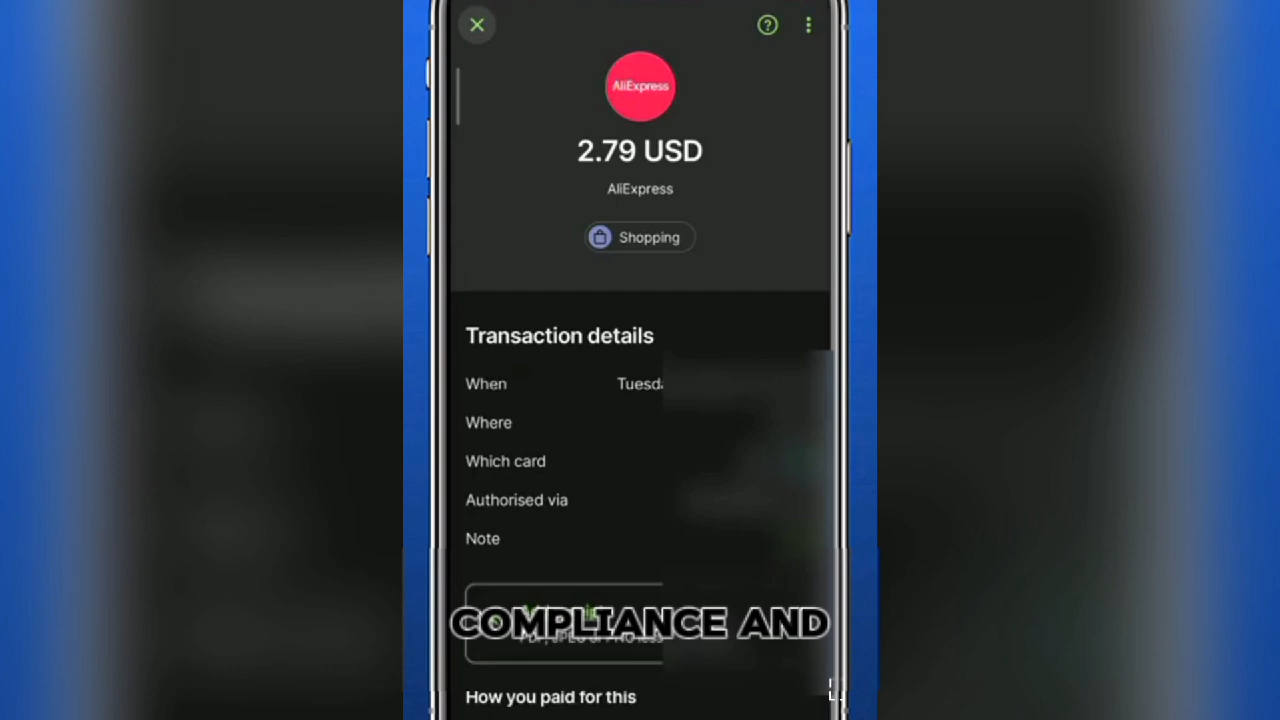 AliExpress
2.79 USD
AliExpress
Shopping
Transaction details
When
Where
Which card
Authorised via
Note
COMPLIANCE AND
How you paid for this